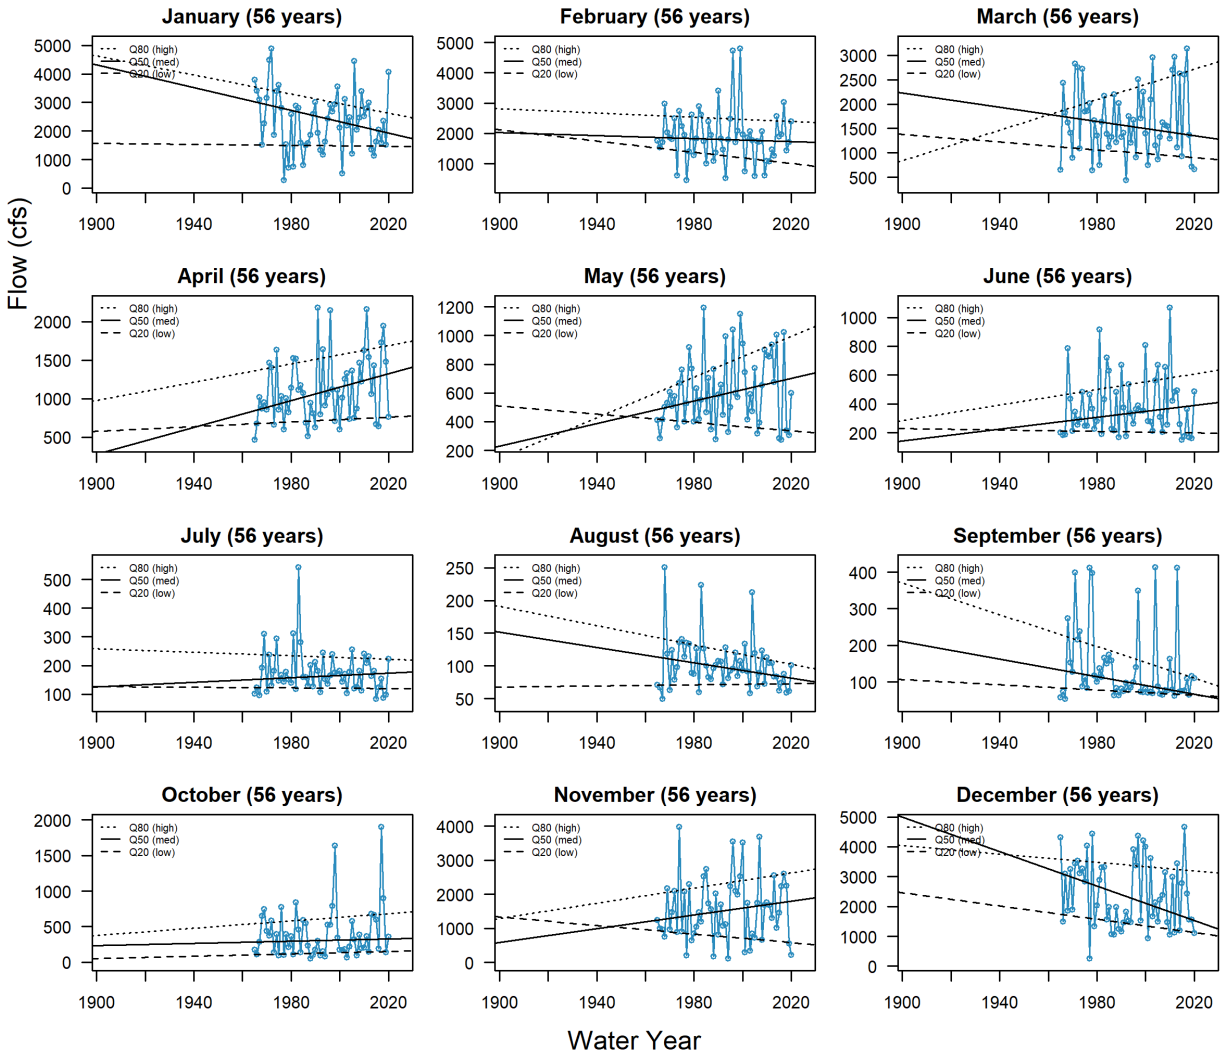 Flow (cfs)
January (56 years)
Q80 (high)
Q50 (med)
Q20 (low)
5000
4000
3000
2000
1000
0
1900 1940 1980 2020
February (56 years)
Q80 (high)
Q50 (med)
Q20 (low)
5000
4000
3000
2000
1000
1900 1940 1980 2020
March (56 years)
Q80 (high)
Q50 (med)
Q20 (low)
3000
2500
2000
1500
1000
500
1900 1940 1980 2020
April (56 years)
Q80 (high)
Q50 (med)
Q20 (low)
2000
1500
1000
500
1900 1940 1980 2020
May (56 years)
Q80 (high)
Q50 (med)
Q20 (low)
1200
1000
800
600
400
200
1900 1940 1980 2020
June (56 years)
Q80 (high)
Q50 (med)
Q20 (low)
1000
800
600
400
200
1900 1940 1980 2020
July (56 years)
Q80 (high)
Q50 (med)
Q20 (low)
500
400
300
200
100
1900 1940 1980 2020
August (56 years)
Q80 (high)
Q50 (med)
Q20 (low)
250
200
150
100
50
1900 1940 1980 2020
September (56 years)
Q80 (high)
Q50 (med)
Q20 (low)
400
300
200
100
1900 1940 1980 2020
October (56 years)
Q80 (high)
Q50 (med)
Q20 (low)
2000
1500
1000
500
0
1900 1940 1980 2020
November (56 years)
Q80 (high)
Q50 (med)
Q20 (low)
4000
3000
2000
1000
0
1900 1940 1980 2020
December (56 years)
Q80 (high)
Q50 (med)
Q20 (low)
5000
4000
3000
2000
1000
0
1900 1940 1980 2020
Water Year